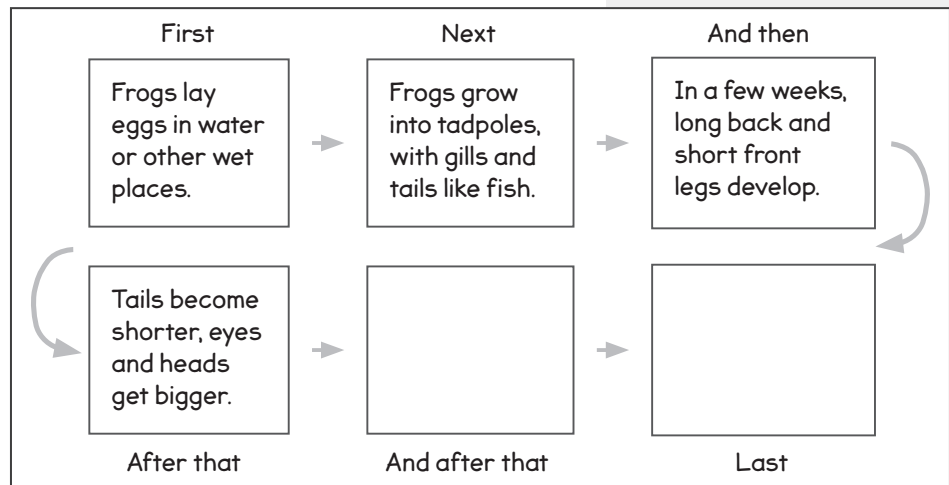 First
Frogs lay
eggs in water
or other wet
places.
Next
Frogs grow
into tadpoles,
with gills and
tails like fish.
And then
In a few weeks,
long back and
short front
legs develop.
Tails become
shorter, eyes
and heads
get bigger.
After that
And after that
Last